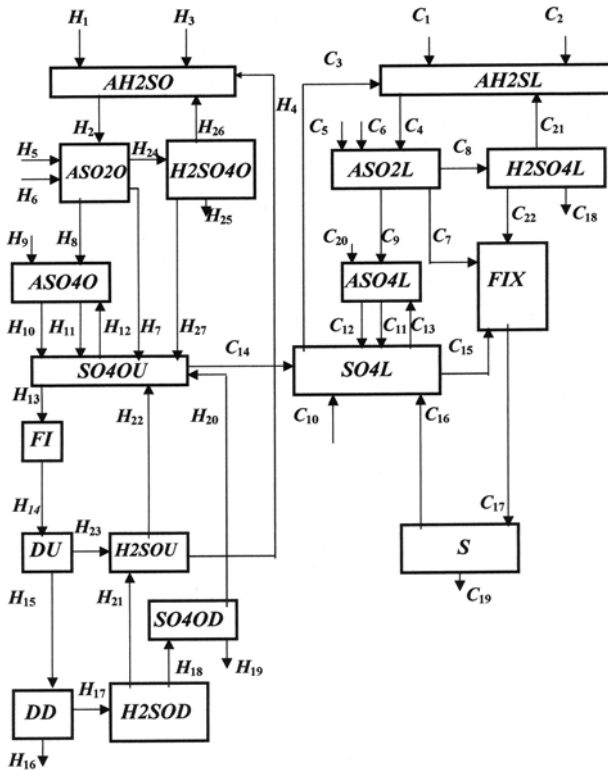 H1 H3 C1 C2
AH2SO C3 AH2SL
H2 H26 H4 C5 C6 C4 C21
H5 H24 C8
ASO2O H2SO4O ASO2L H2SO4L
H6 H25 C18
H9 H8 C20 C9 C7 C22
ASO4O ASO4L FIX
H10 H11 H12 H7 H27 C12 C11 C13
C14 C15
SO4OU SO4L
H13 H22 H20 C10 C16
FI
H14 H23 C17
DU H2SOU S
H15 H21 C19
SO4OD
H18 H19
H17
DD H2SOD
H16